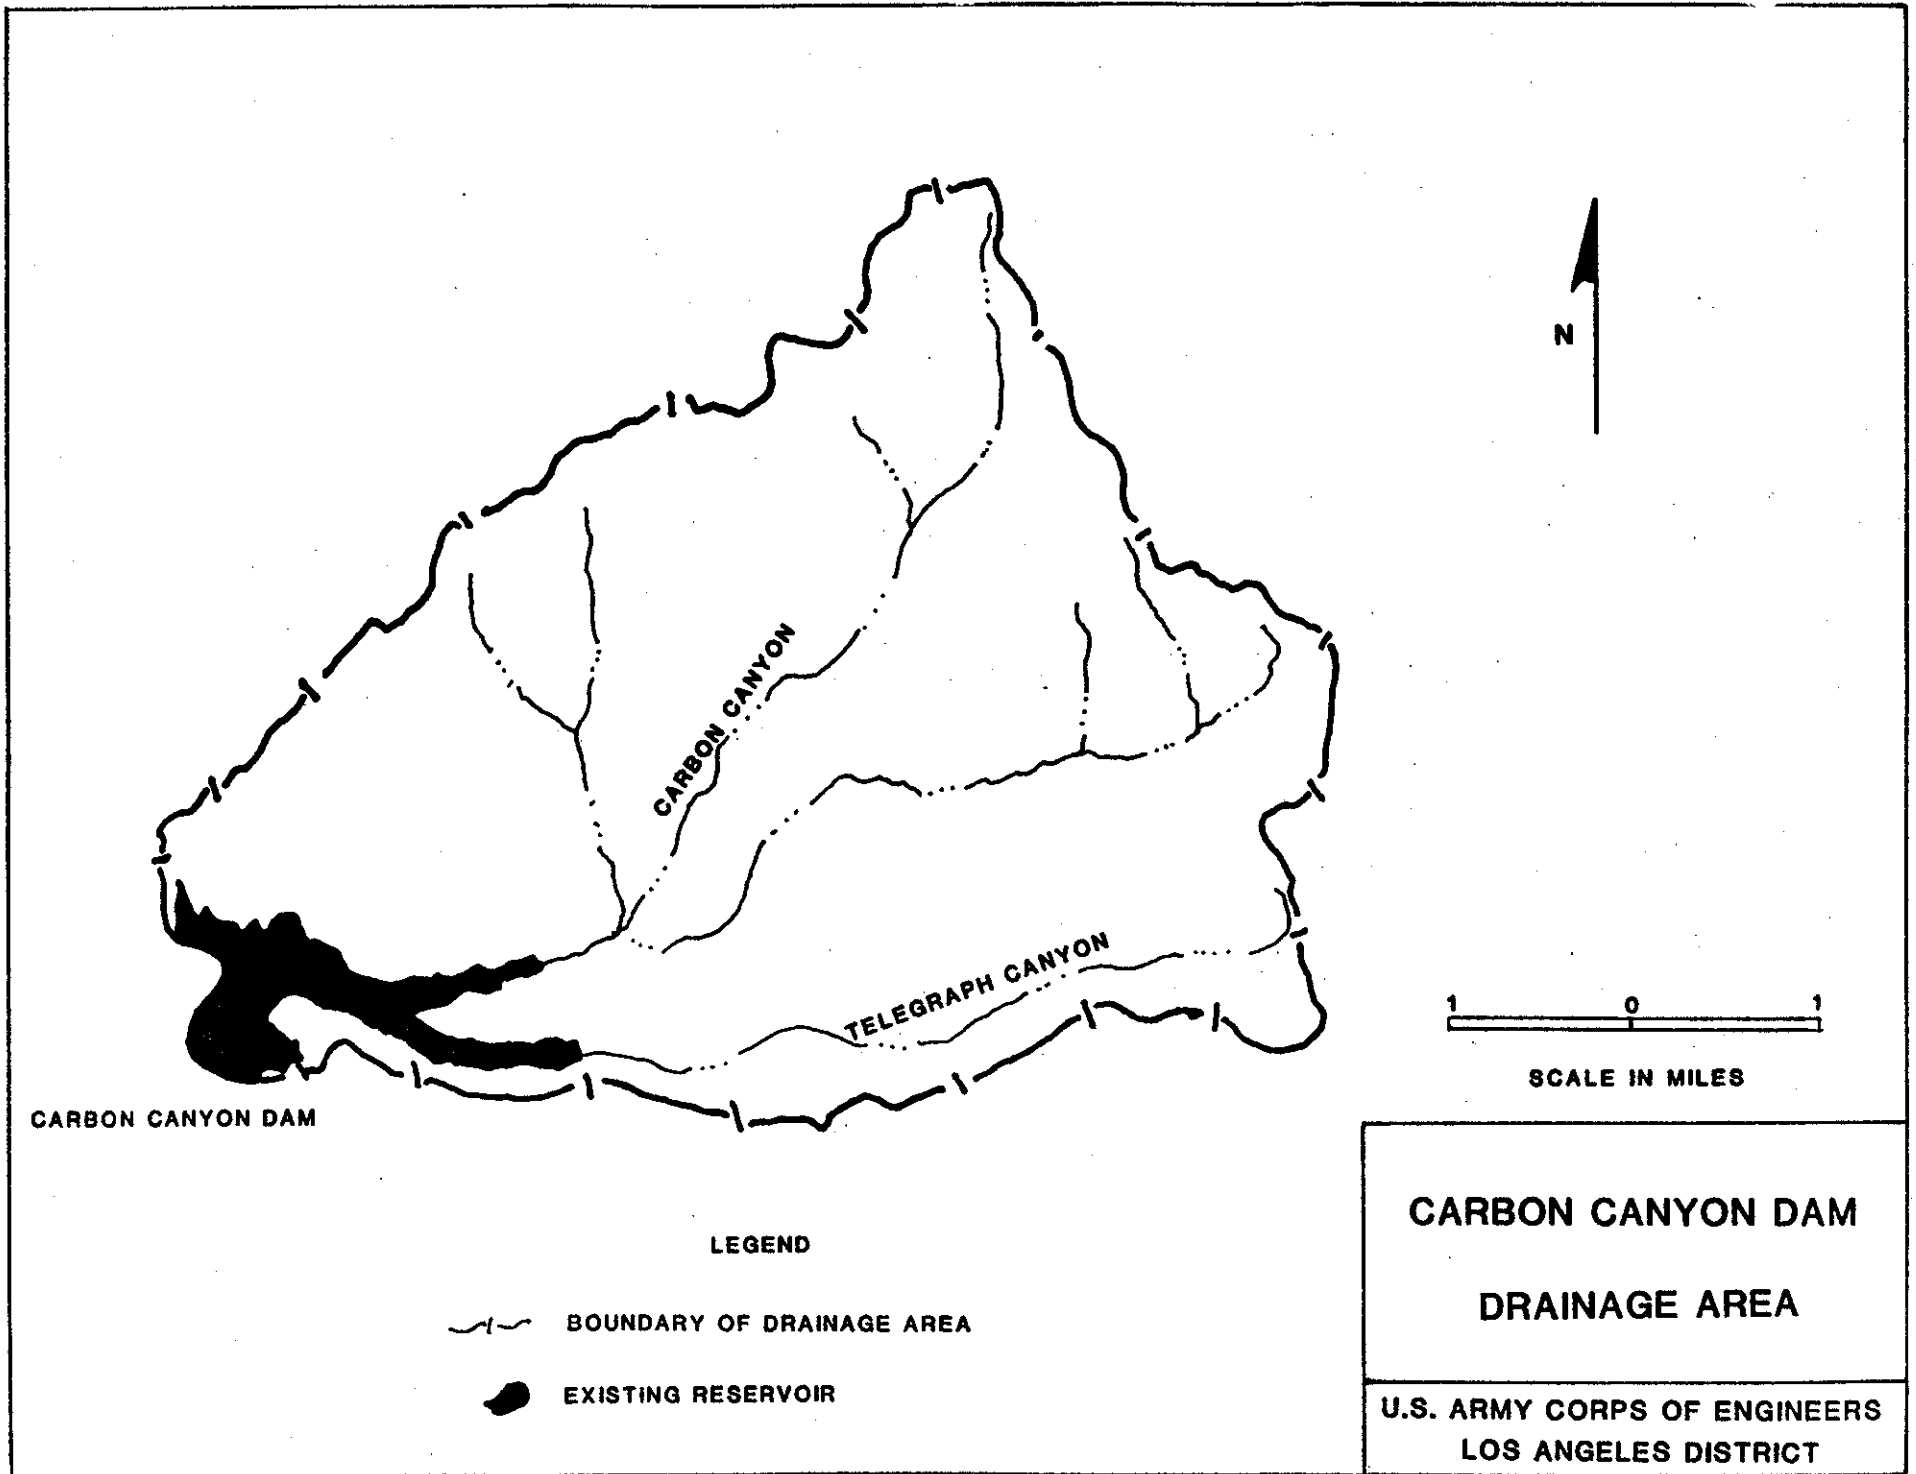 N
CARBON CANYON
TELEGRAPH CANYON
1 0 1
SCALE IN MILES
CARBON CANYON DAM
LEGEND
BOUNDARY OF DRAINAGE AREA
EXISTING RESERVOIR
CARBON CANYON DAM
DRAINAGE AREA
U.S. ARMY CORPS OF ENGINEERS
LOS ANGELES DISTRICT